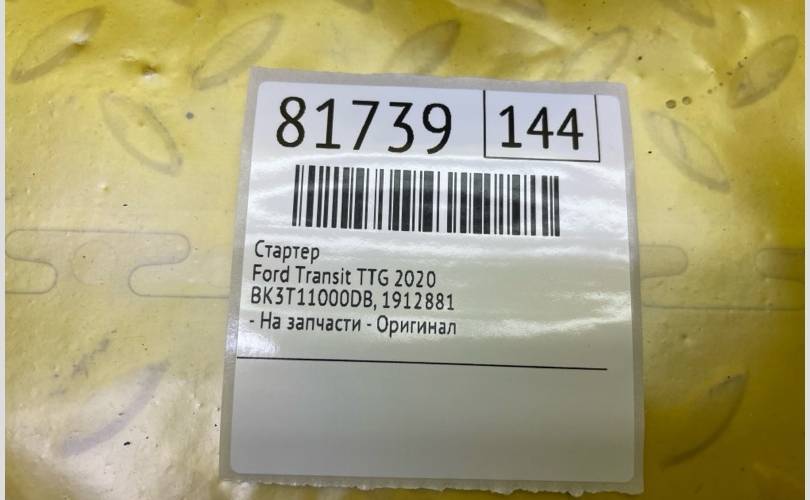 81739 144
Стартер
Ford Transit TTG 2020
BK3T11000DB, 1912881
- На запчасти - Оригинал